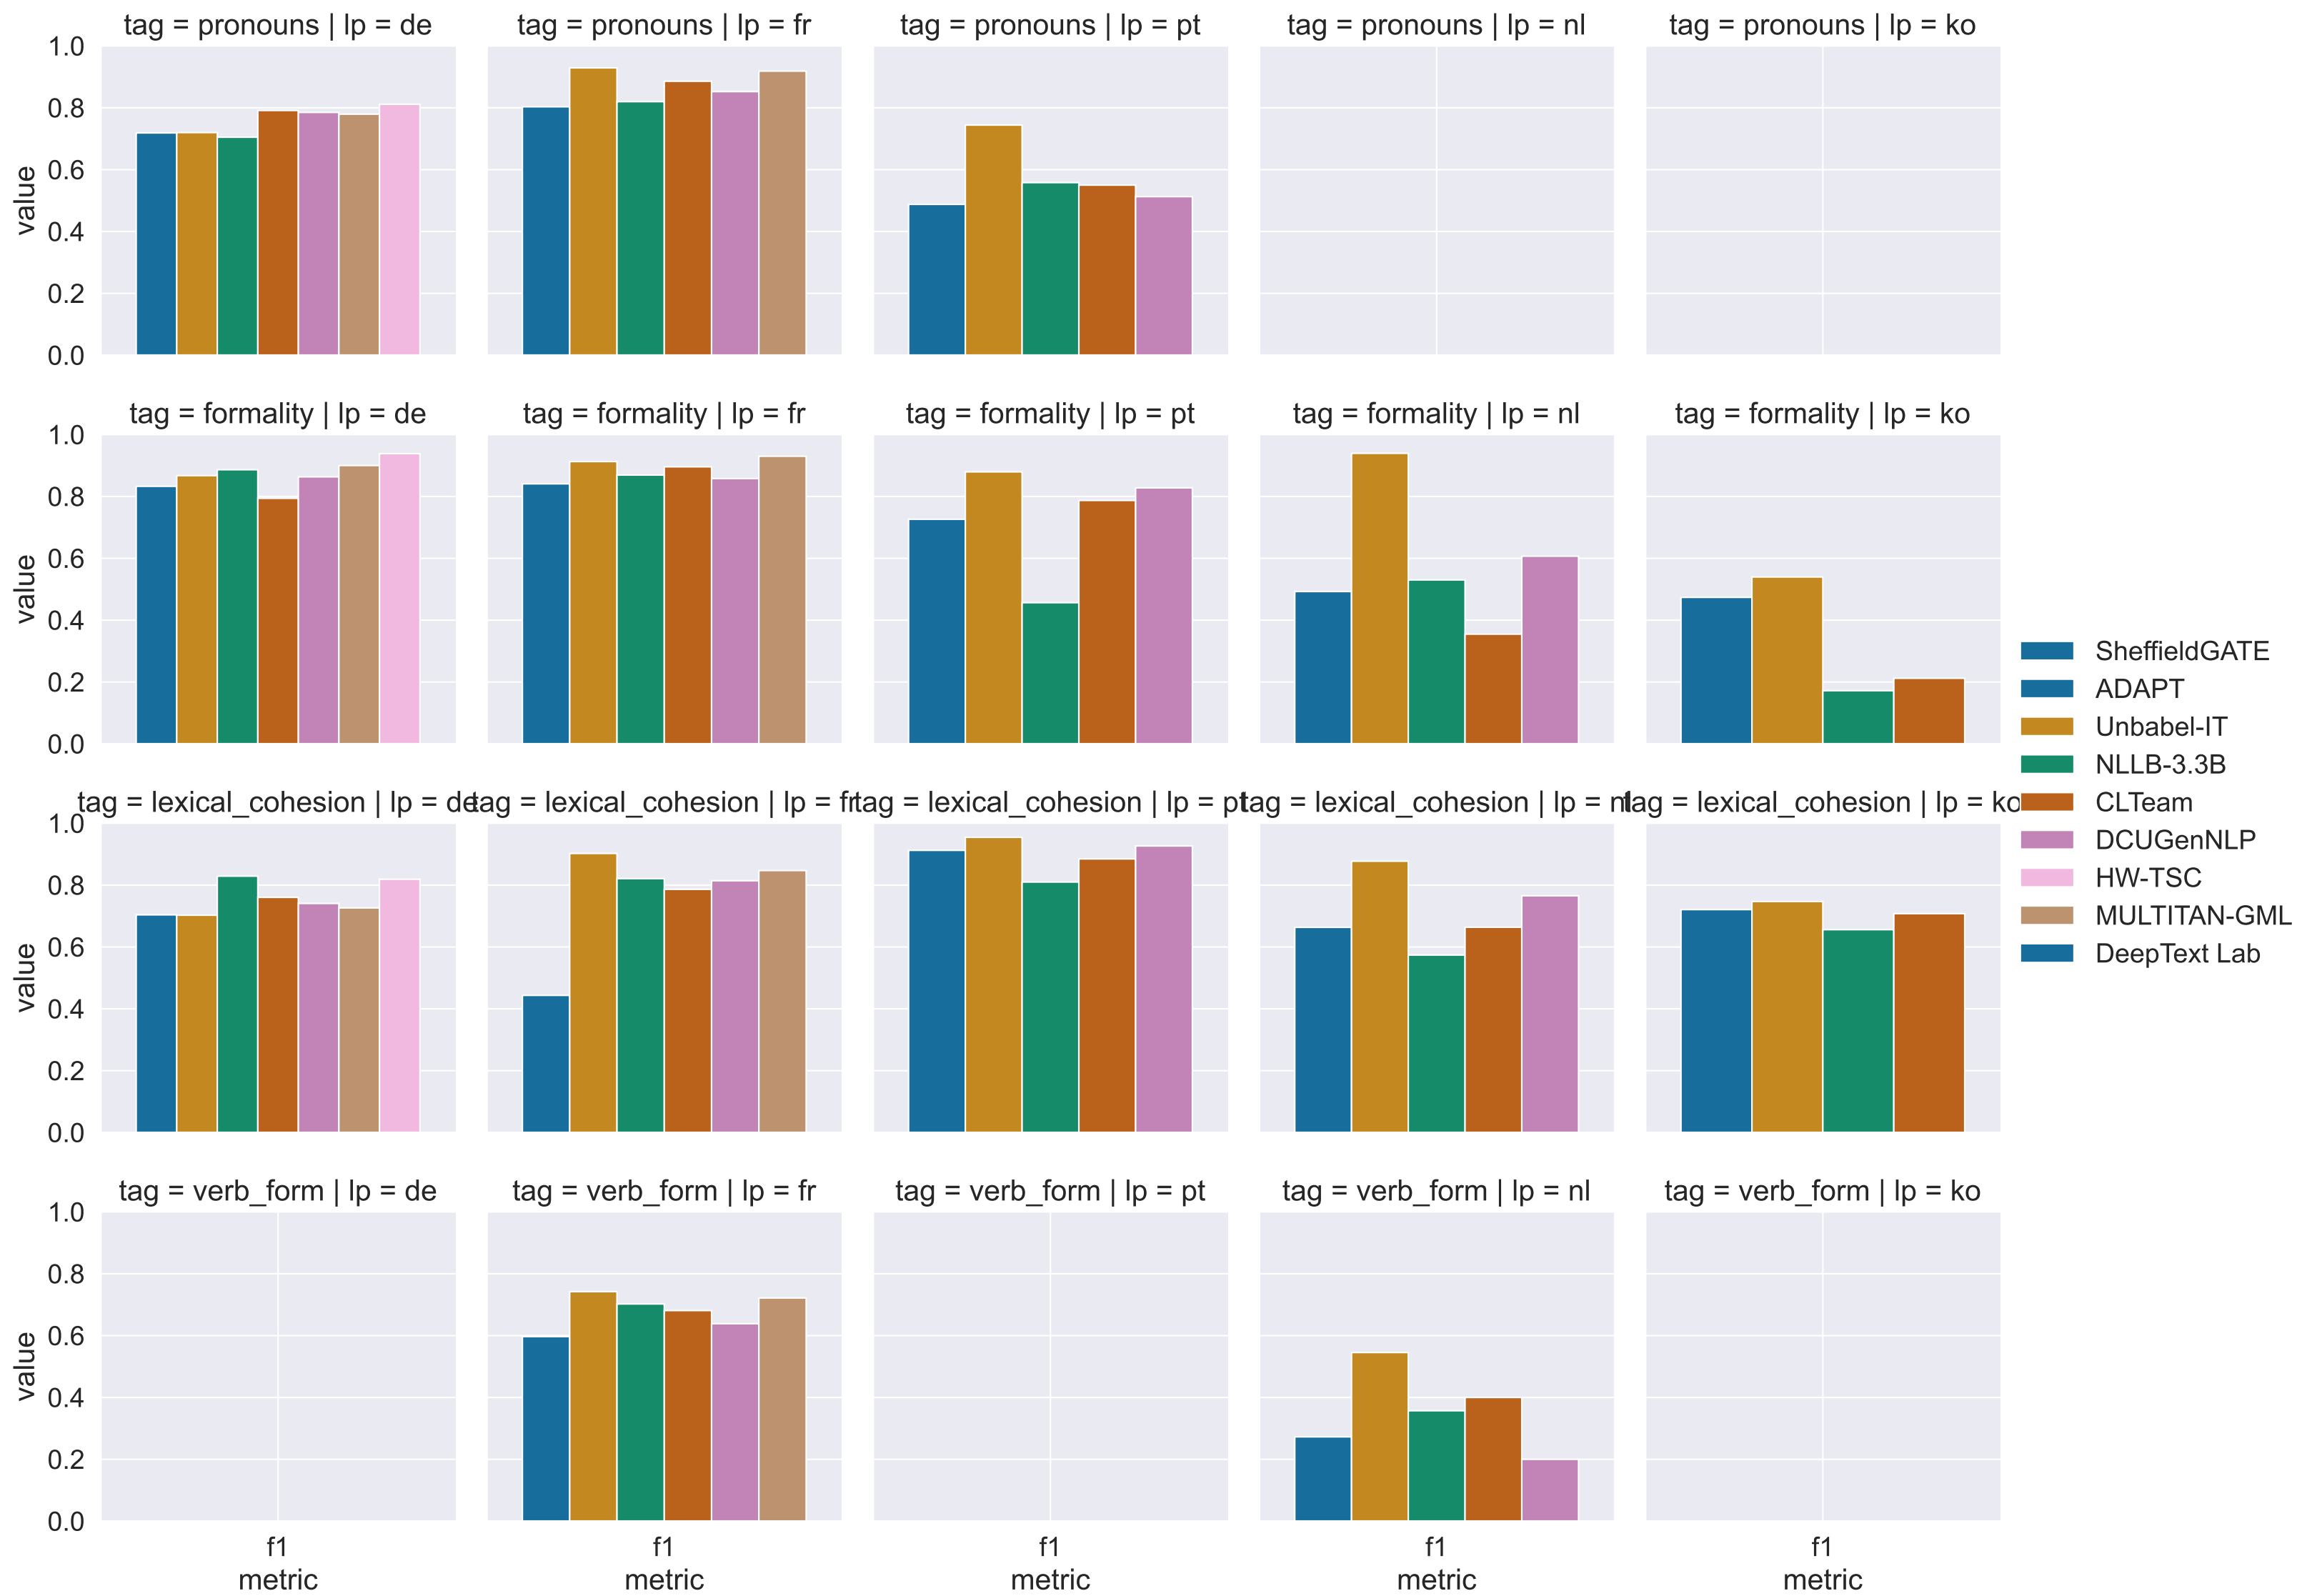 tag = pronouns | lp = de
tag = pronouns | lp = fr
tag = pronouns | lp = pt
tag = pronouns | lp = nl
tag = pronouns | lp = ko
1.0
0.8
0.6
0.4
0.2
0.0
value
tag = formality | lp = de
tag = formality | lp = fr
tag = formality | lp = pt
tag = formality | lp = nl
tag = formality | lp = ko
1.0
0.8
0.6
0.4
0.2
0.0
value
tag = lexical_cohesion | lp = de
tag = lexical_cohesion | lp = fr
tag = lexical_cohesion | lp = pt
tag = lexical_cohesion | lp = nl
tag = lexical_cohesion | lp = ko
1.0
0.8
0.6
0.4
0.2
0.0
value
tag = verb_form | lp = de
tag = verb_form | lp = fr
tag = verb_form | lp = pt
tag = verb_form | lp = nl
tag = verb_form | lp = ko
1.0
0.8
0.6
0.4
0.2
0.0
value
f1
metric
f1
metric
f1
metric
f1
metric
f1
metric
SheffieldGATE
ADAPT
Unbabel-IT
NLLB-3.3B
CLTeam
DCUGenNLP
HW-TSC
MULTITAN-GML
DeepText Lab